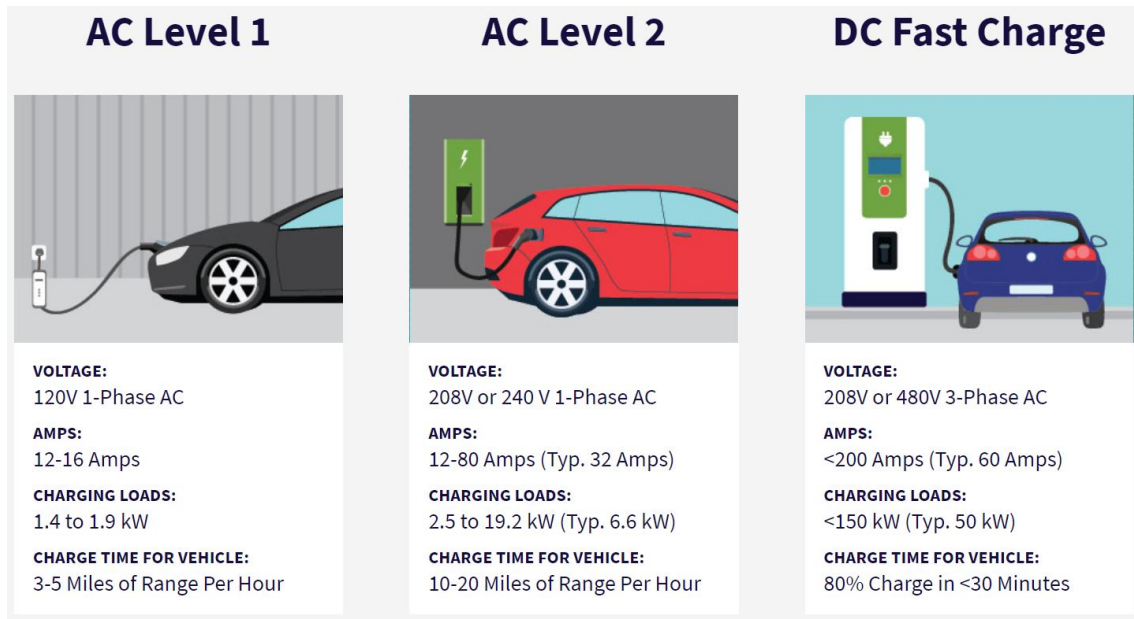 AC Level 1
VOLTAGE:
120V 1-Phase AC
AMPS:
12-16 Amps
CHARGING LOADS:
1.4 to 1.9 kW
CHARGE TIME FOR VEHICLE:
3-5 Miles of Range Per Hour
AC Level 2
VOLTAGE:
208V or 240 V 1-Phase AC
AMPS:
12-80 Amps (Typ. 32 Amps)
CHARGING LOADS:
2.5 to 19.2 kW (Typ. 6.6 kW)
CHARGE TIME FOR VEHICLE:
10-20 Miles of Range Per Hour
DC Fast Charge
VOLTAGE:
208V or 480V 3-Phase AC
AMPS:
<200 Amps (Typ. 60 Amps)
CHARGING LOADS:
<150 kW (Typ. 50 kW)
CHARGE TIME FOR VEHICLE:
80% Charge in <30 Minutes